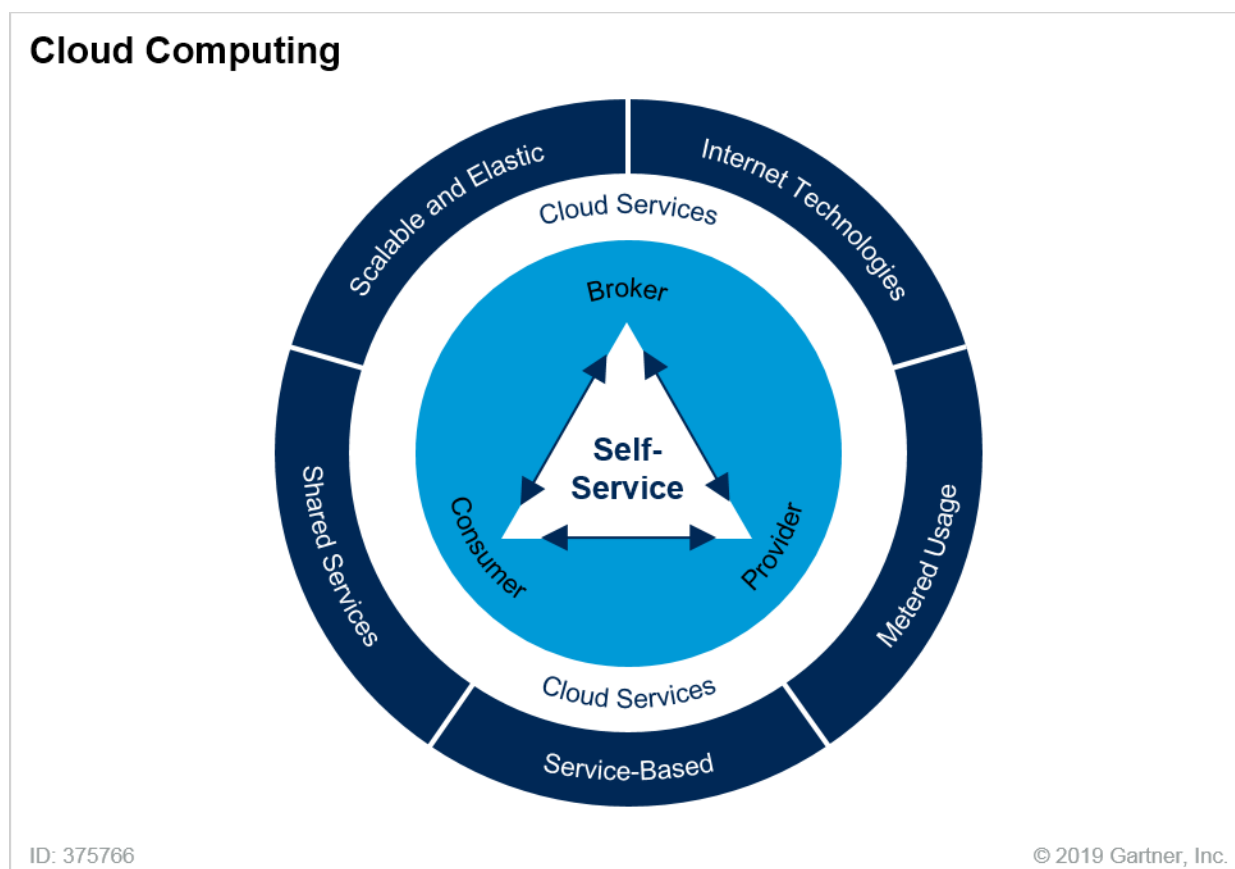 Cloud Computing
Scalable and Elastic
Internet Technologies
Cloud Services
Broker
Self-
Service
Consumer
Provider
Shared Services
Metered Usage
Cloud Services
Service-Based
ID: 375766
© 2019 Gartner, Inc.